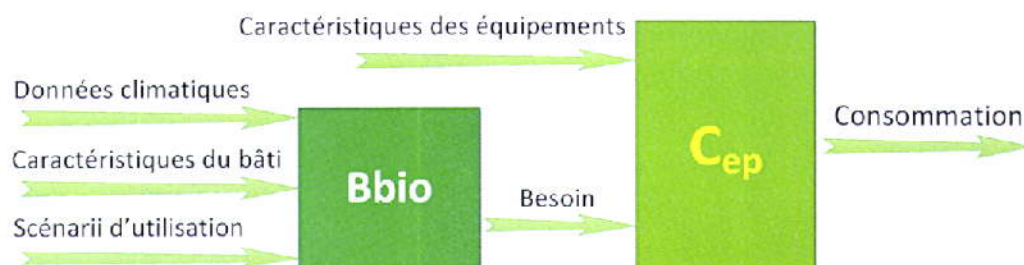 Caractéristiques des équipements
Données climatiques
Caractéristiques du bâti
Scénarii d'utilisation
Bbio
Besoin
Cep
Consommation